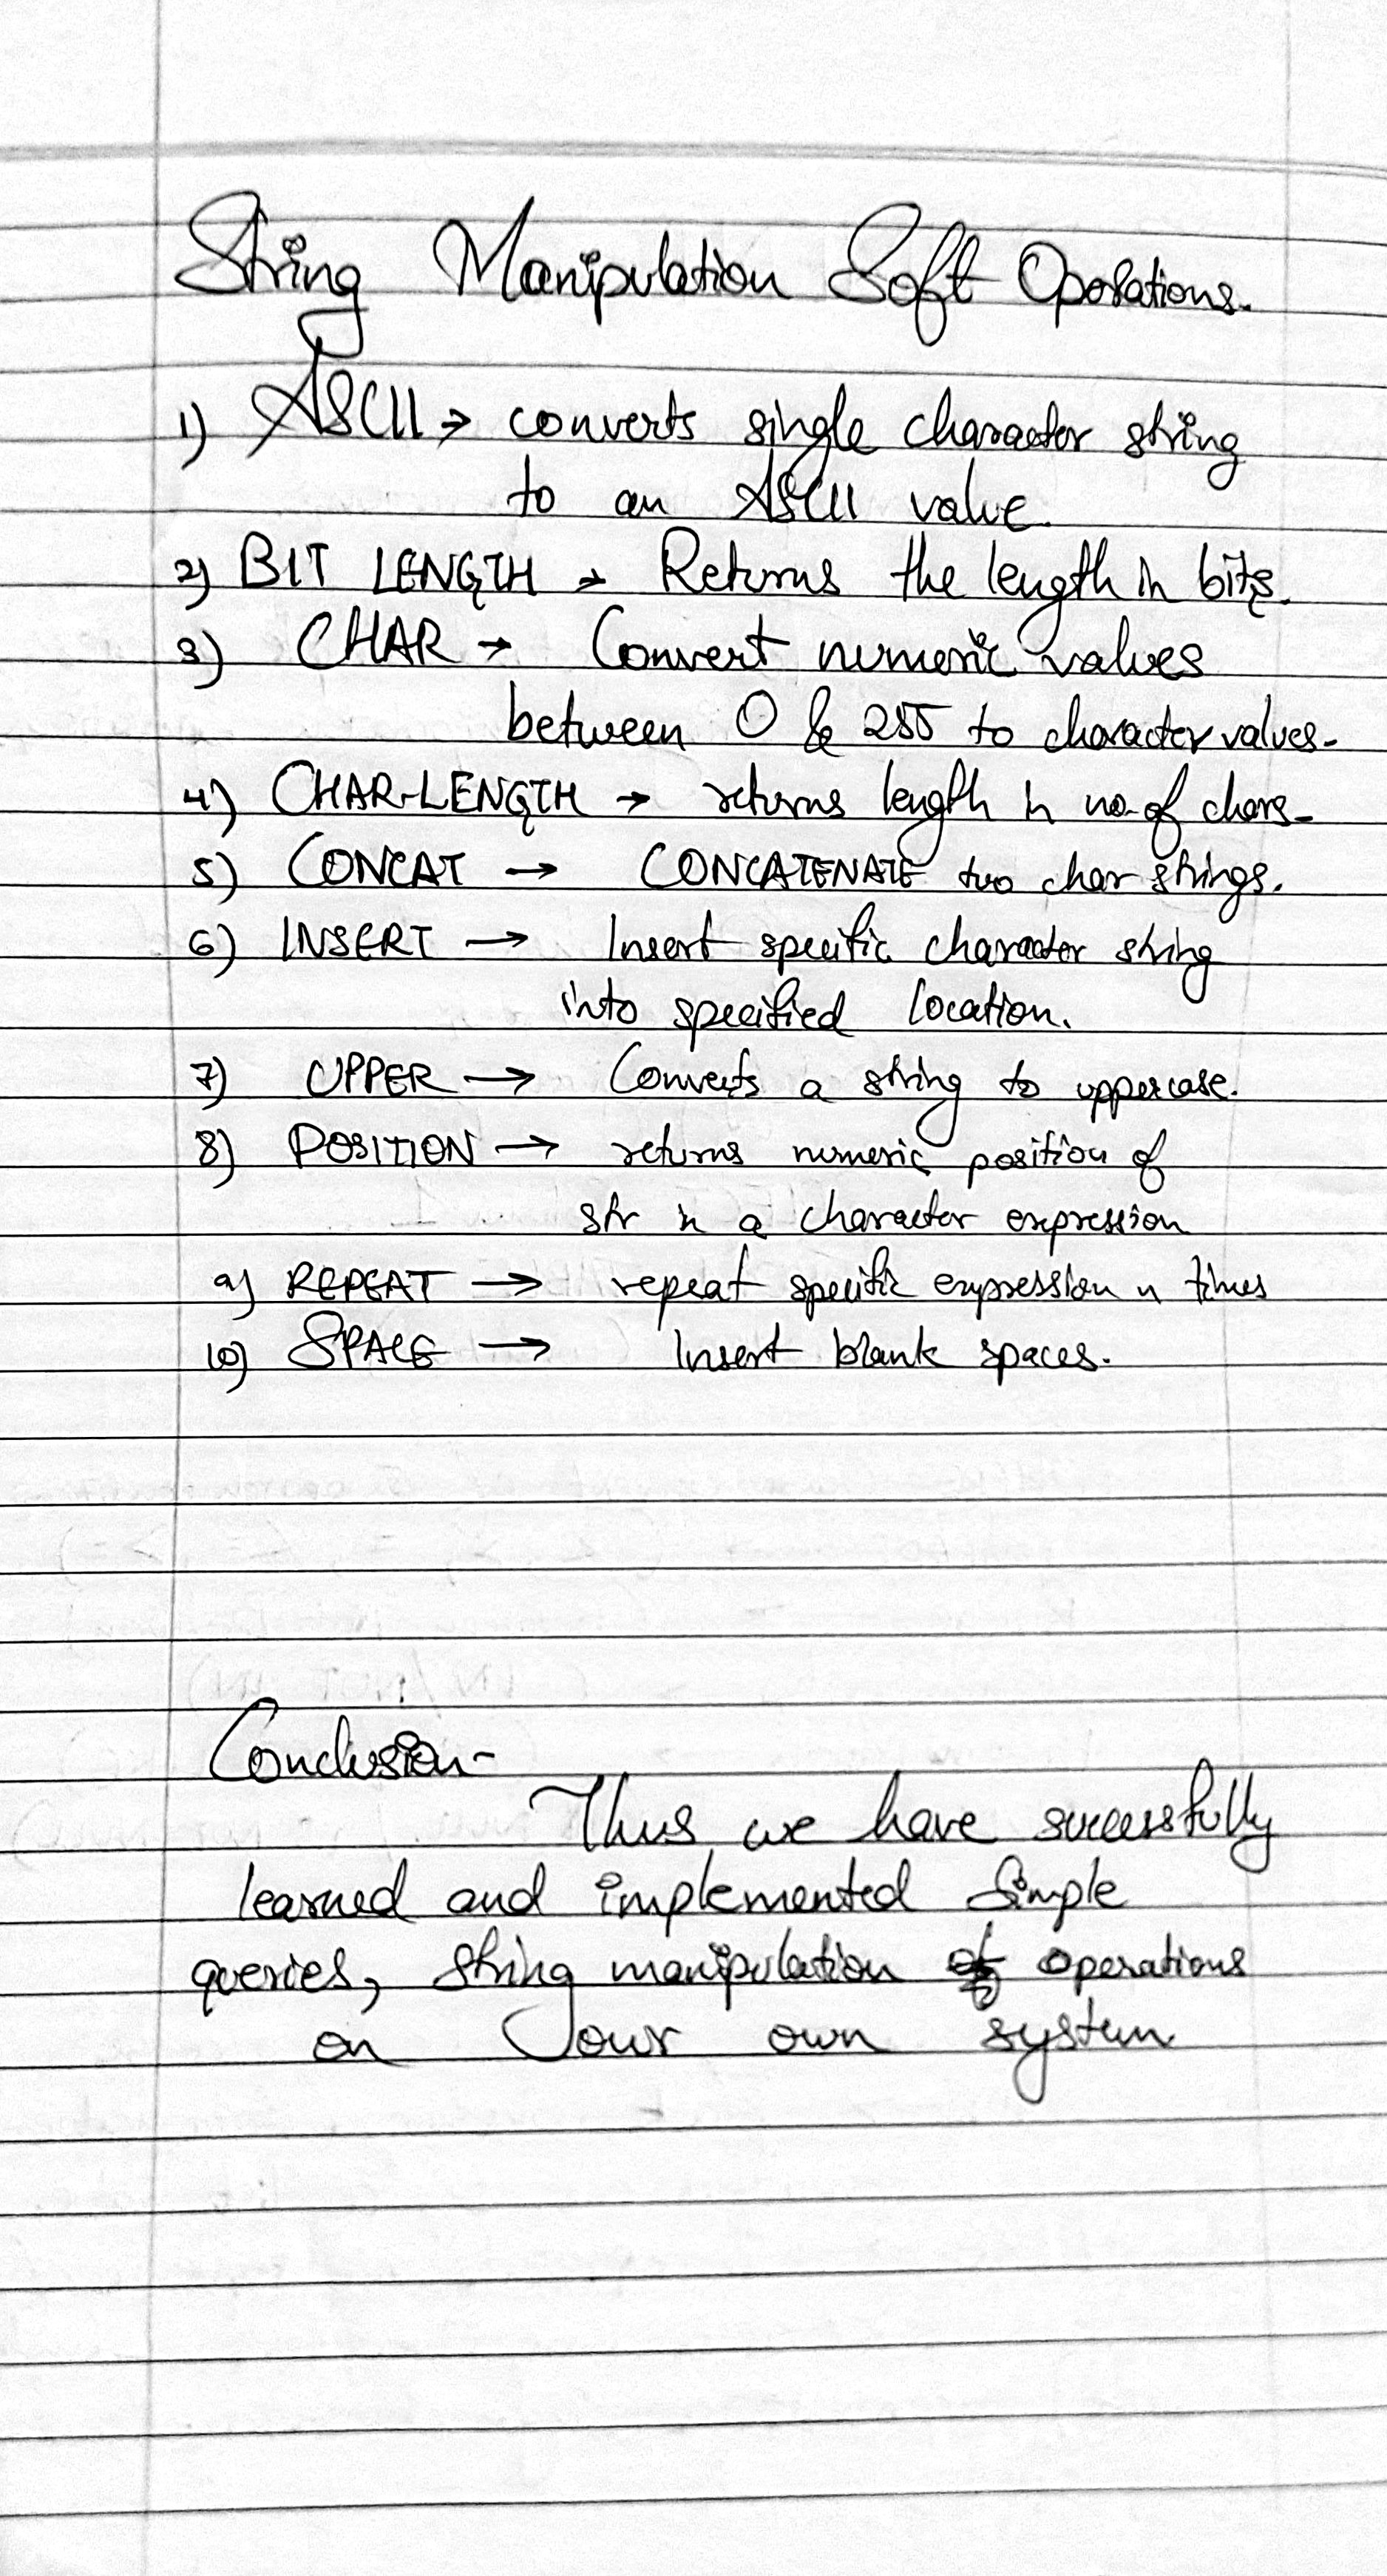 String Manipulation Soft Operations.
1) ASCII → converts single character string
to an ASCII value.
2) BIT LENGTH → Returns the length in bits.
3) CHAR → Convert numeric values
between 0 & 255 to character values.
4) CHAR-LENGTH → returns length in no. of chars.
5) CONCAT → CONCATENATE two char strings.
6) INSERT → Insert specific character string
into specified location.
7) UPPER → Converts a string to uppercase.
8) POSITION → returns numeric position of
str in a character expression
9) REPEAT → repeat specific expression n times
10) SPACE → Insert blank spaces.
Conclusion-
Thus we have successfully
learned and implemented Simple
queries, string manipulation operations
on our own system